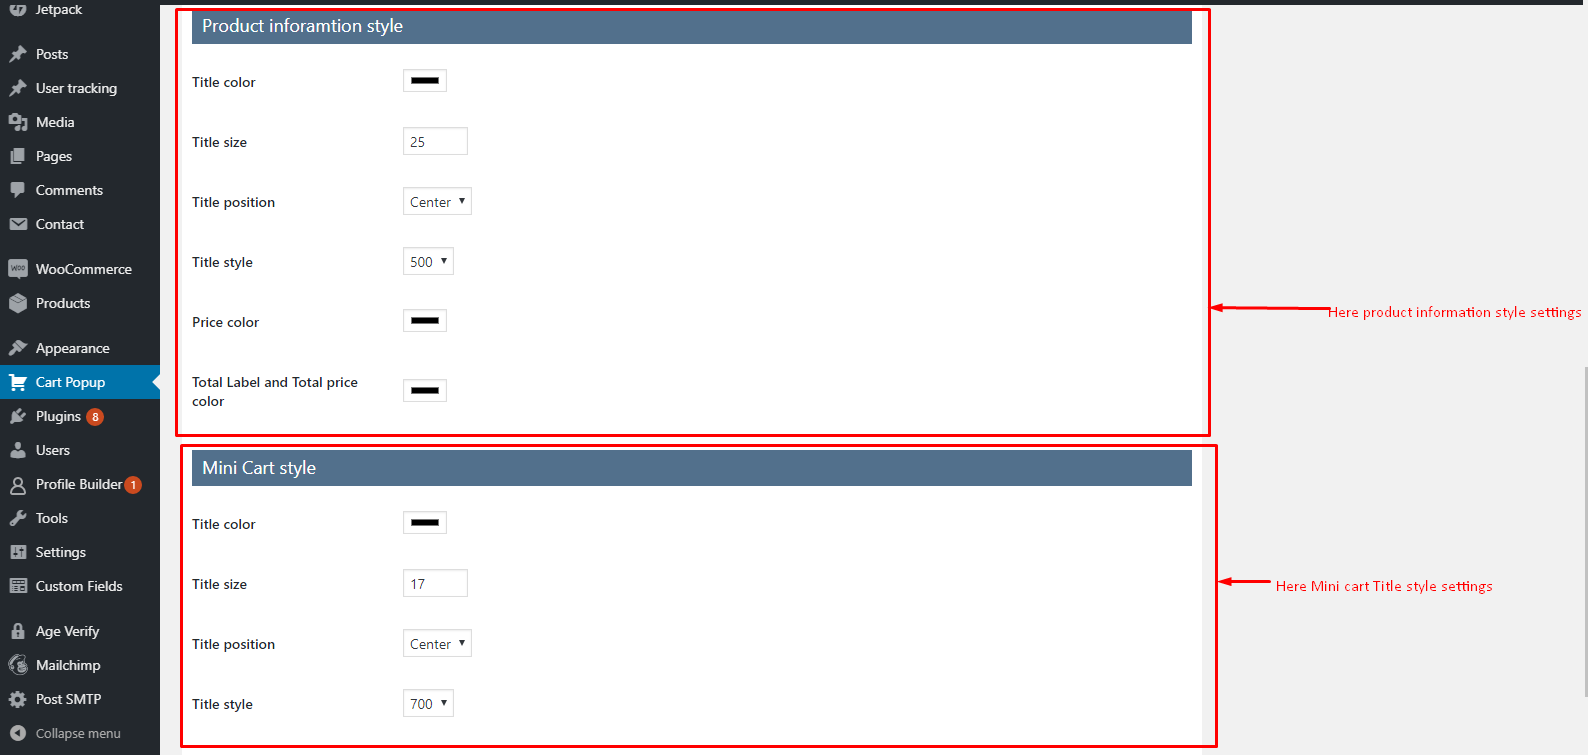 Jetpack
Posts
User tracking
Media
Pages
Comments
Contact
WooCommerce
Products
Appearance
Cart Popup
Plugins 8
Users
Profile Builder 1
Tools
Settings
Custom Fields
Age Verify
Mailchimp
Post SMTP
Collapse menu
Product inforamtion style
Title color
Title size 25
Title position Center
Title style 500
Price color
Total Label and Total price
color
Here product information style settings
Mini Cart style
Title color
Title size 17
Title position Center
Title style 700
Here Mini cart Title style settings